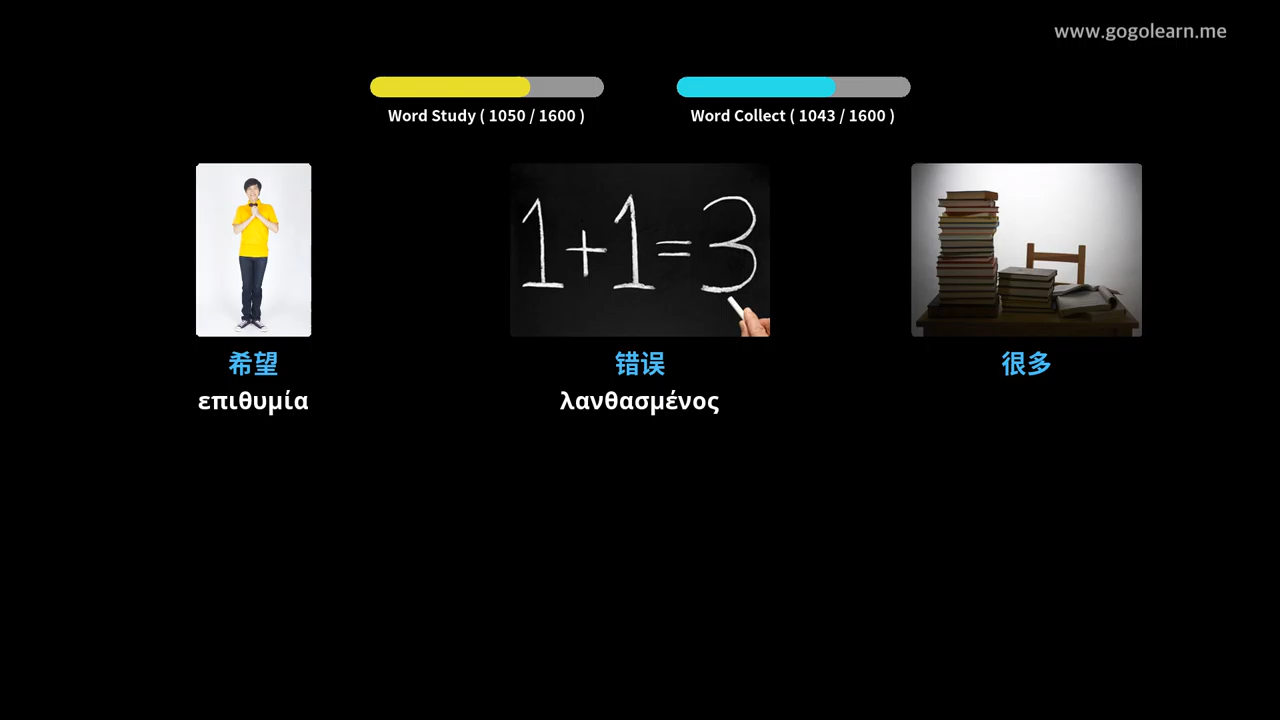 www.gogolearn.me
Word Study ( 1050 / 1600 )
Word Collect ( 1043 / 1600 )
1+1=3
希望
错误
很多
επιθυμία
λανθασμένος